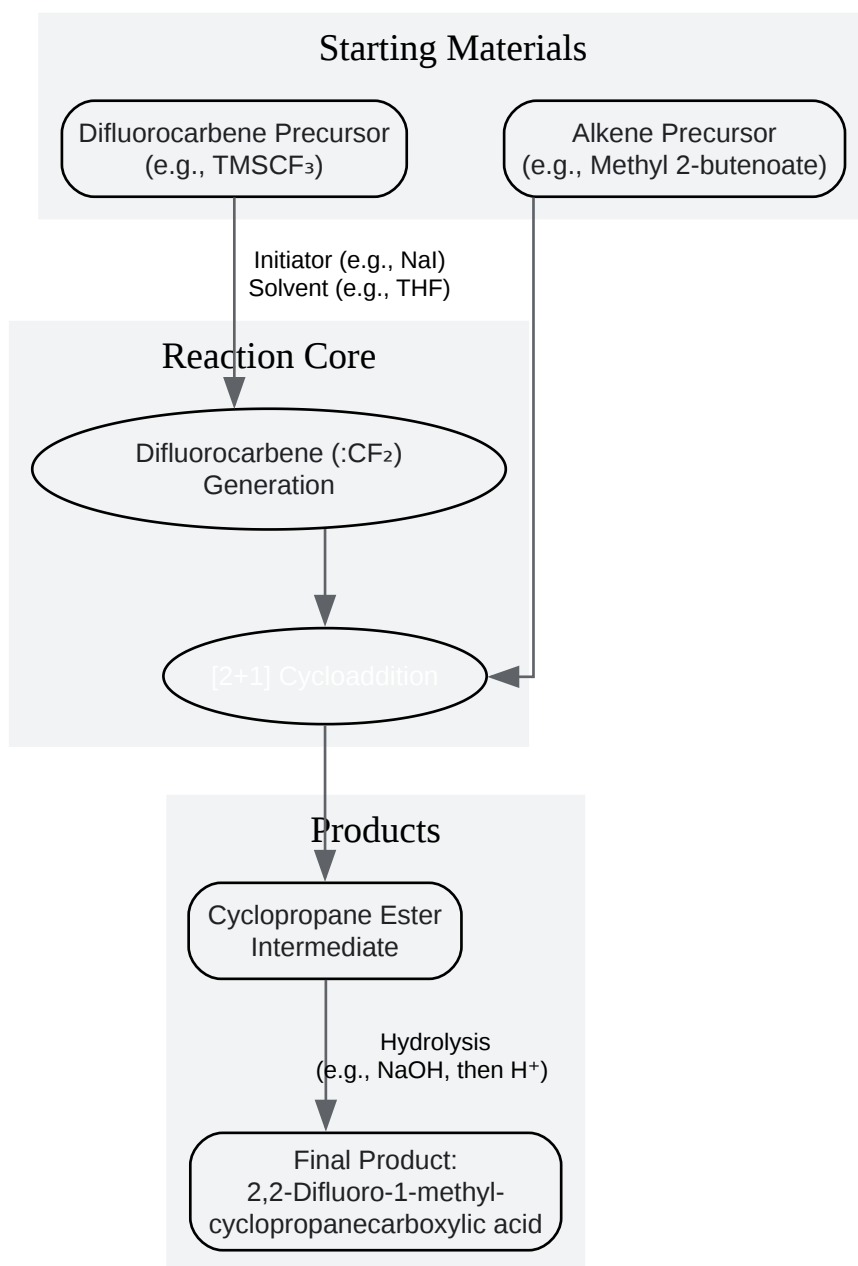 Starting Materials
Difluorocarbene Precursor
(e.g., TMSCF₃)
Alkene Precursor
(e.g., Methyl 2-butenoate)
Initiator (e.g., NaI)
Solvent (e.g., THF)
Reaction Core
Difluorocarbene (:CF₂)
Generation
[2+1] Cycloaddition
Products
Cyclopropane Ester
Intermediate
Hydrolysis
(e.g., NaOH, then H⁺)
Final Product:
2,2-Difluoro-1-methyl-
cyclopropanecarboxylic acid